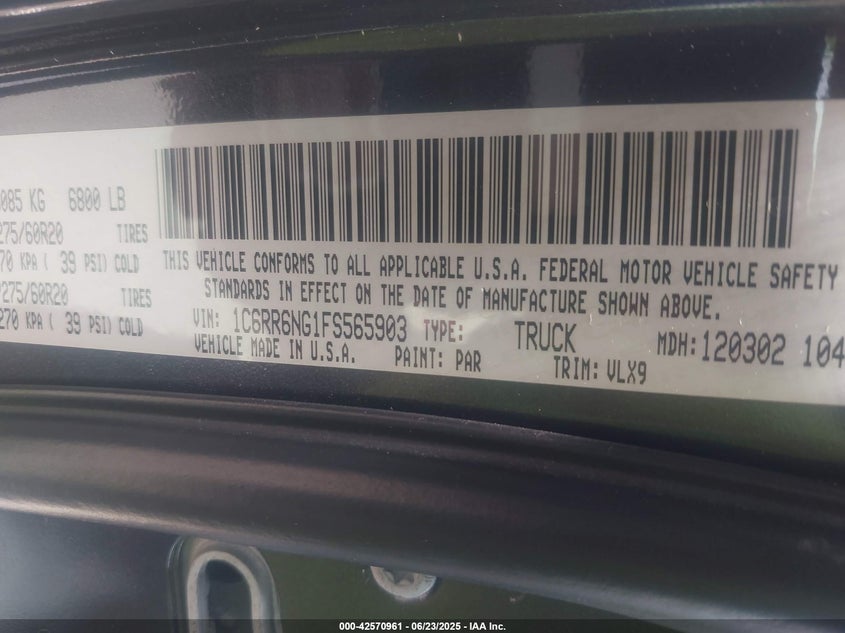 085 KG 6800 LB
275/60R20 TIRES
70 KPA ( 39 PSI) COLD
275/60R20 TIRES
270 KPA ( 39 PSI) COLD
THIS VEHICLE CONFORMS TO ALL APPLICABLE U.S.A. FEDERAL MOTOR VEHICLE SAFETY
STANDARDS IN EFFECT ON THE DATE OF MANUFACTURE SHOWN ABOVE.
VIN: 1C6RR6NG1FS565903 TYPE: TRUCK MDH: 120302 104
VEHICLE MADE IN U.S.A. PAINT: PAR TRIM: VLX9
000-42570961 - 06/23/2025 - IAA Inc.